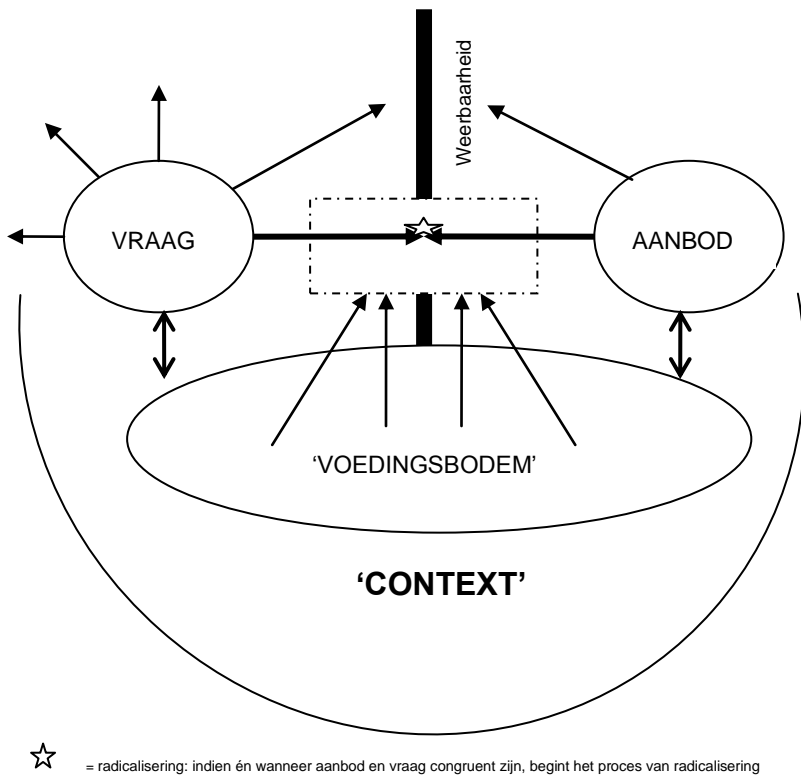 Weerbaarheid
VRAAG
AANBOD
‘VOEDINGSBODEM’
‘CONTEXT’
= radicalisering: indien én wanneer aanbod en vraag congruent zijn, begint het proces van radicalisering